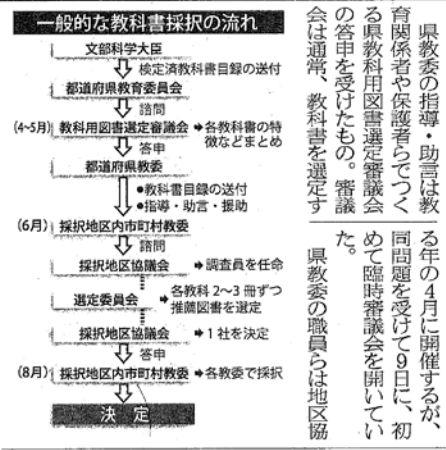 一般的な教科書採択の流れ
文部科学大臣
検定済教科書目録の送付
都道府県教育委員会
諮問
(4~5月) 教科用図書選定審議会 ➡各教科書の特
徴などまとめ
答申
都道府県教委
●教科書目録の送付
●指導・助言・援助
(6月) 採択地区内市町村教委
諮問
採択地区協議会 ➡調査員を任命
選定委員会 ➡各教科2〜3冊ずつ
推薦図書を選定
採択地区協議会 ➡1社を決定
答申
(8月) 採択地区内市町村教委 ➡各教委で採択
決定
県教委の指導・助言は教
育関係者や保護者らでつく
る県教科用図書選定審議会
の答申を受けたもの。審議
会は通常、教科書を選定す
る年の4月に開催するが、
同問題を受けて9日に、初
めて臨時審議会を開いてい
た。
県教委の職員らは地区協